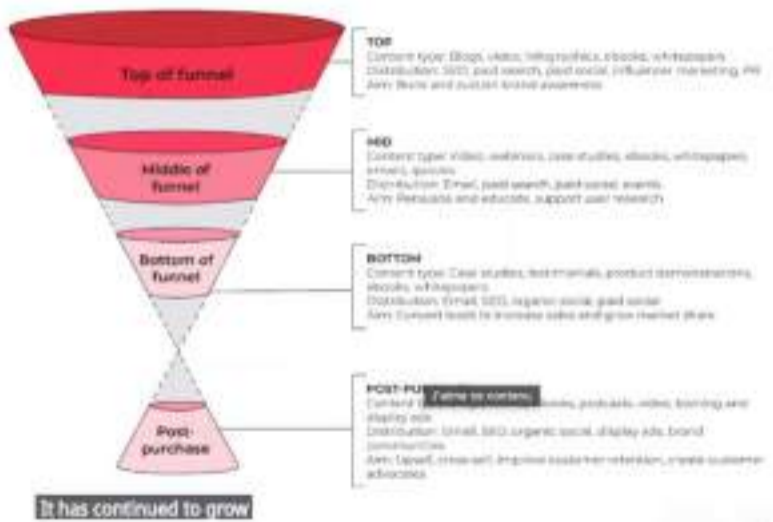 Top of funnel
TOP
Content type: Blogs, video, infographics, ebooks, whitepapers
Distribution: SEO, paid search, paid social, influencer marketing, PR
Aim: and sustain brand awareness
Middle of
funnel
MID
Content type: Video, webinars, case studies, ebooks, whitepapers,
quizzes
Distribution: Email, paid search, paid social, events
Aim: Persuade and educate, support user research
Bottom of
funnel
BOTTOM
Content type: Case studies, testimonials, product demonstrations,
ebooks, whitepapers
Distribution: Email, SEO, organic social, paid social
Aim: Convert leads to increase sales and grow market share
Post-
purchase
POST-PU
J'aime ce contenu
Content podcasts, video, and
display ads
Distribution: Email, SEO, organic social, display ads, brand
communities
Aim: Upsell, cross-sell, improve customer retention, create customer
advocates
It has continued to grow